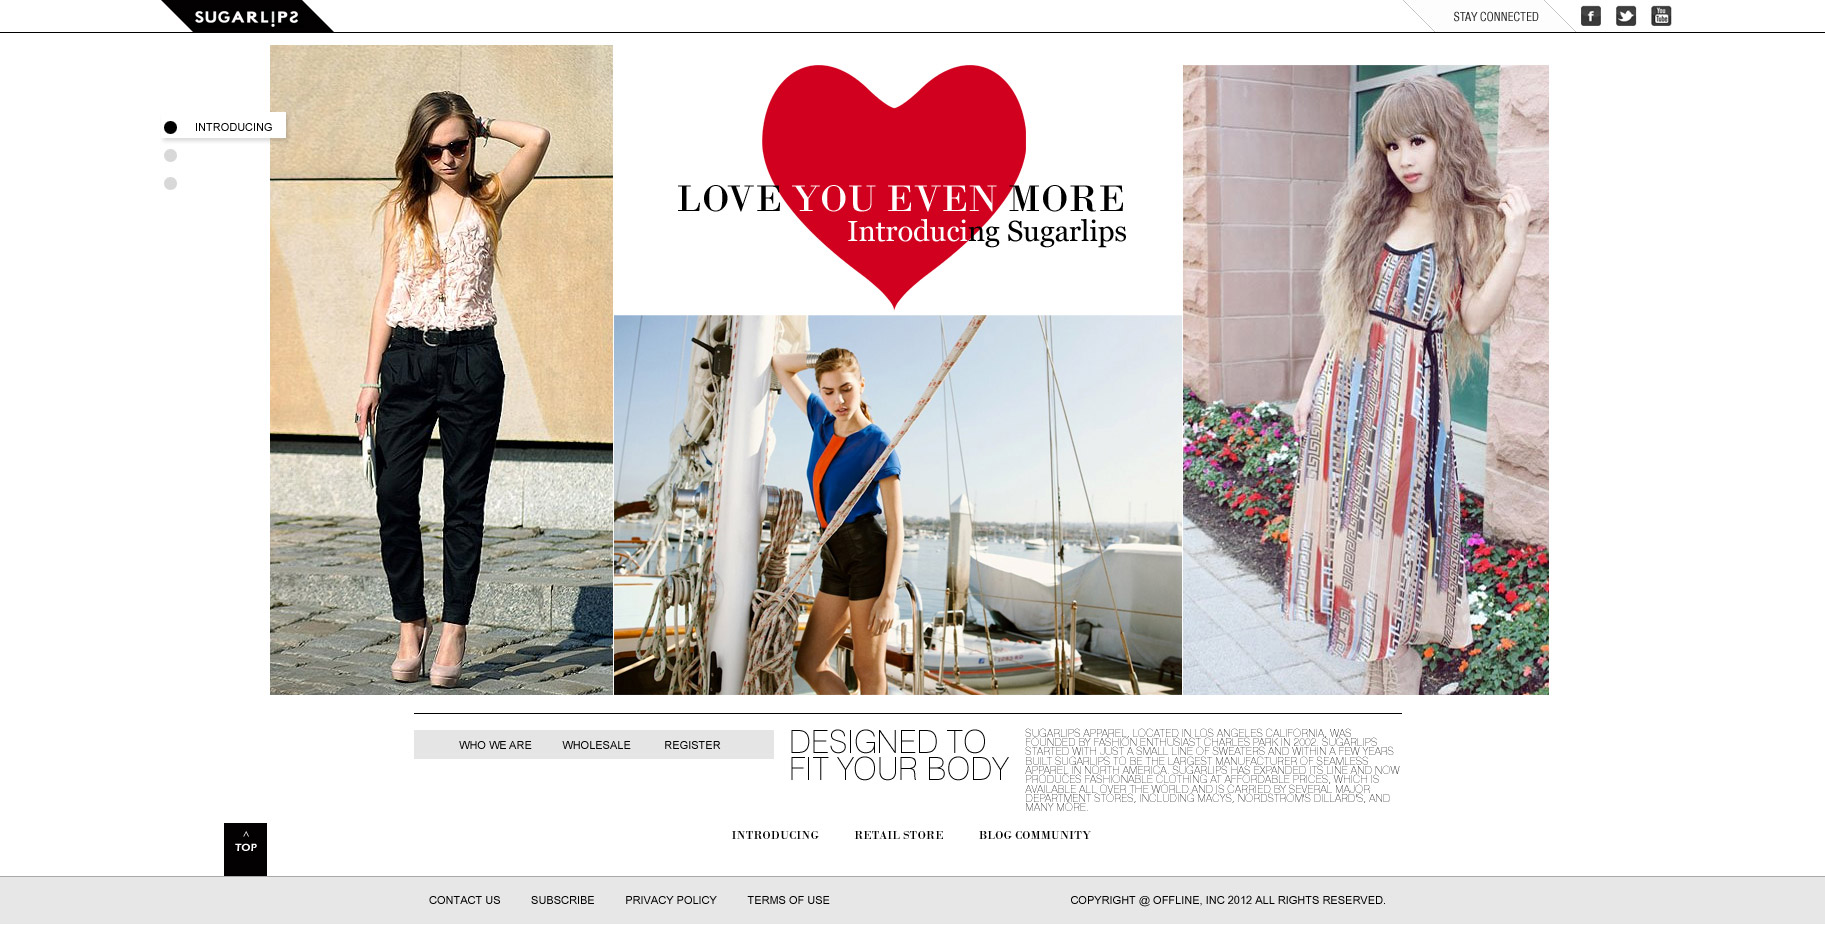 SUGARLIPS
STAY CONNECTED
f
You
Tube
INTRODUCING
LOVE YOU EVEN MORE
Introducing Sugarlips
WHO WE ARE
WHOLESALE
REGISTER
DESIGNED TO
FIT YOUR BODY
SUGARLIPS APPAREL, LOCATED IN LOS ANGELES CALIFORNIA, WAS
FOUNDED BY FASHION ENTHUSIAST CHARLES PARK IN 2002. SUGARLIPS
STARTED WITH JUST A SMALL LINE OF SWEATERS AND WITHIN A FEW YEARS
BUILT SUGARLIPS TO BE THE LARGEST MANUFACTURER OF SEAMLESS
APPAREL IN NORTH AMERICA. SUGARLIPS HAS EXPANDED ITS LINE AND NOW
PRODUCES FASHIONABLE CLOTHING AT AFFORDABLE PRICES, WHICH IS
AVAILABLE ALL OVER THE WORLD AND IS CARRIED BY SEVERAL MAJOR
DEPARTMENT STORES, INCLUDING MACYS, NORDSTROM'S DILLARD'S, AND
MANY MORE.
^
TOP
INTRODUCING
RETAIL STORE
BLOG COMMUNITY
CONTACT US
SUBSCRIBE
PRIVACY POLICY
TERMS OF USE
COPYRIGHT @ OFFLINE, INC 2012 ALL RIGHTS RESERVED.